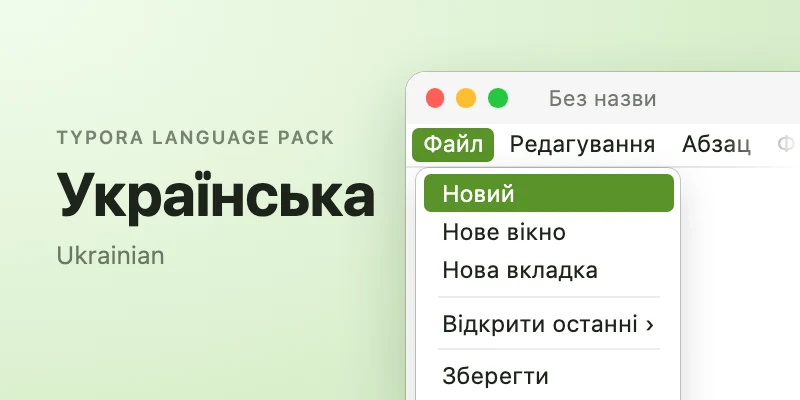 TYPORA LANGUAGE PACK
Українська
Ukrainian
Без назви
Файл Редагування Абзац Ф
Новий
Нове вікно
Нова вкладка
Відкрити останні ›
Зберегти